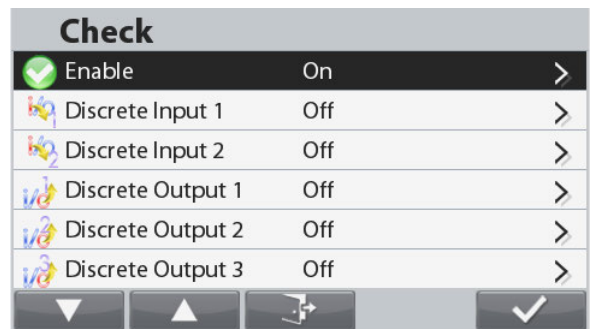 Check
Enable On
Discrete Input 1 Off
Discrete Input 2 Off
Discrete Output 1 Off
Discrete Output 2 Off
Discrete Output 3 Off